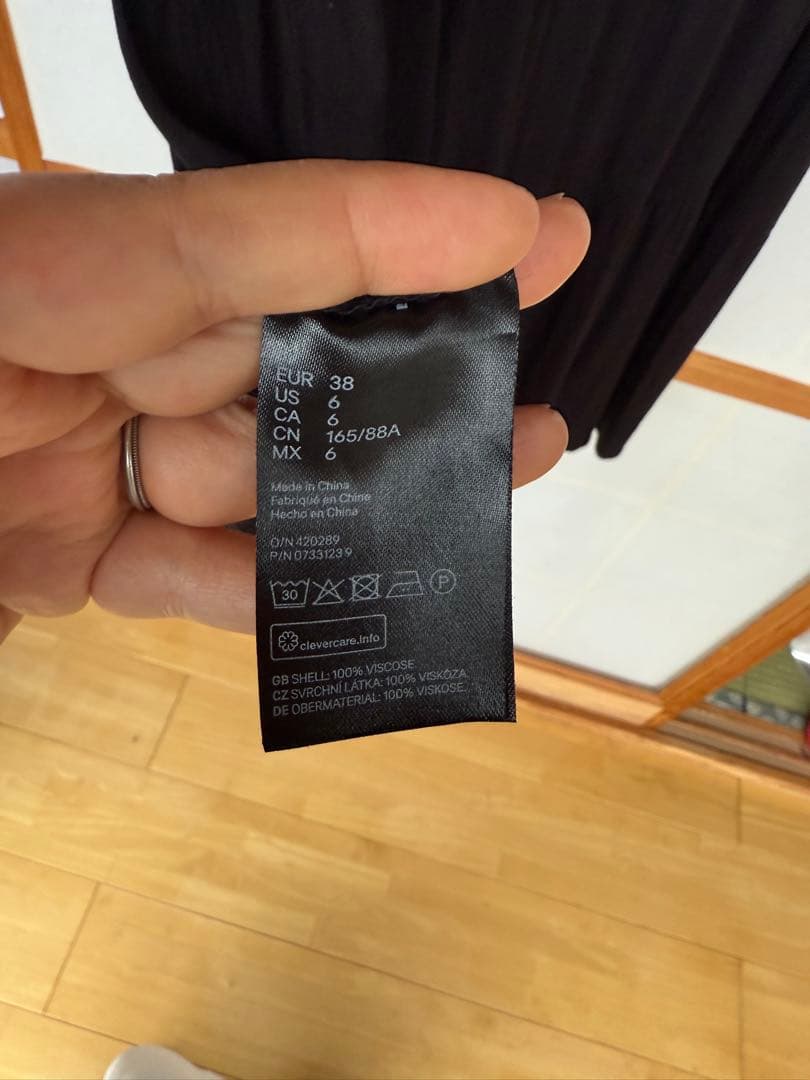 EUR 38
US 6
CA 6
CN 165/88A
MX 6
Made in China
Fabriqué en Chine
Hecho en China
O/N 420289
P/N 0733123 9
30
P
clevercare.info
GB SHELL: 100% VISCOSE
CZ SVRCHNÍ LÁTKA: 100% VISKÓZA
DE OBERMATERIAL: 100% VISKOSE.